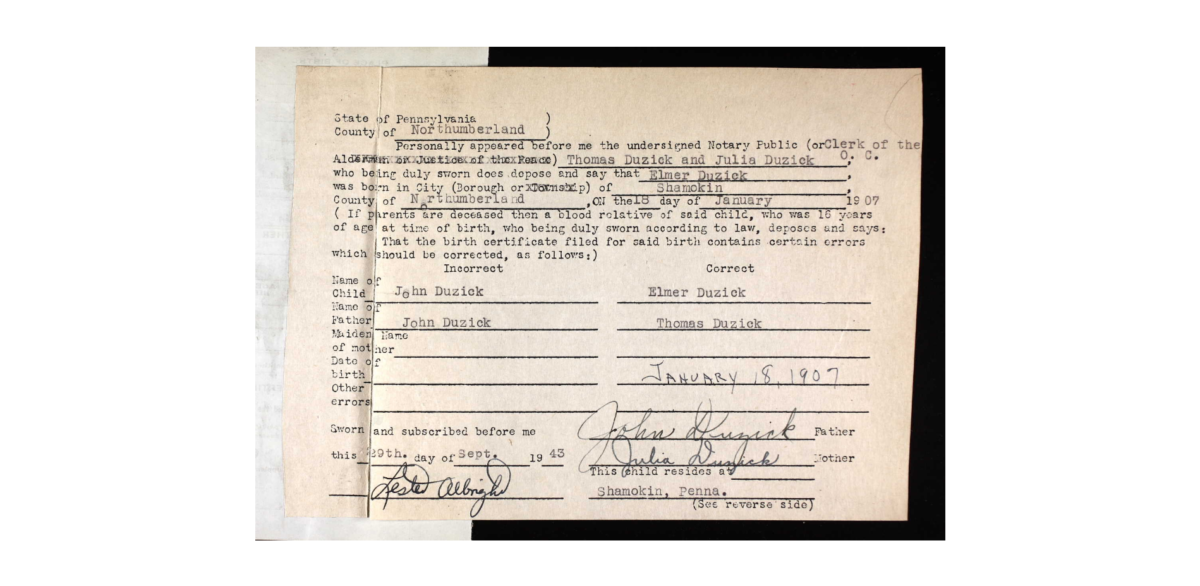 State of Pennsylvania )
County of Northumberland )
Personally appeared before me the undersigned Notary Public (or Clerk of the
Alderman or Justice of the Peace) Thomas Duzick and Julia Duzick, O. C.
who being duly sworn does depose and say that Elmer Duzick,
was born in City (Borough or Township) of Shamokin,
County of Northumberland, ON the 18 day of January 1907
( If parents are deceased then a blood relative of said child, who was 16 years
of age at time of birth, who being duly sworn according to law, deposes and says:
That the birth certificate filed for said birth contains certain errors
which should be corrected, as follows:)
Incorrect Correct
Name of
Child John Duzick Elmer Duzick
Name of
Father John Duzick Thomas Duzick
Maiden Name
of mother
Date of
birth JANUARY 18, 1907
Other
errors
Sworn and subscribed before me John Duzick Father
this 29th. day of Sept. 19 43 Julia Duzick Mother
This child resides at
Lester Albright Shamokin, Penna.
(See reverse side)